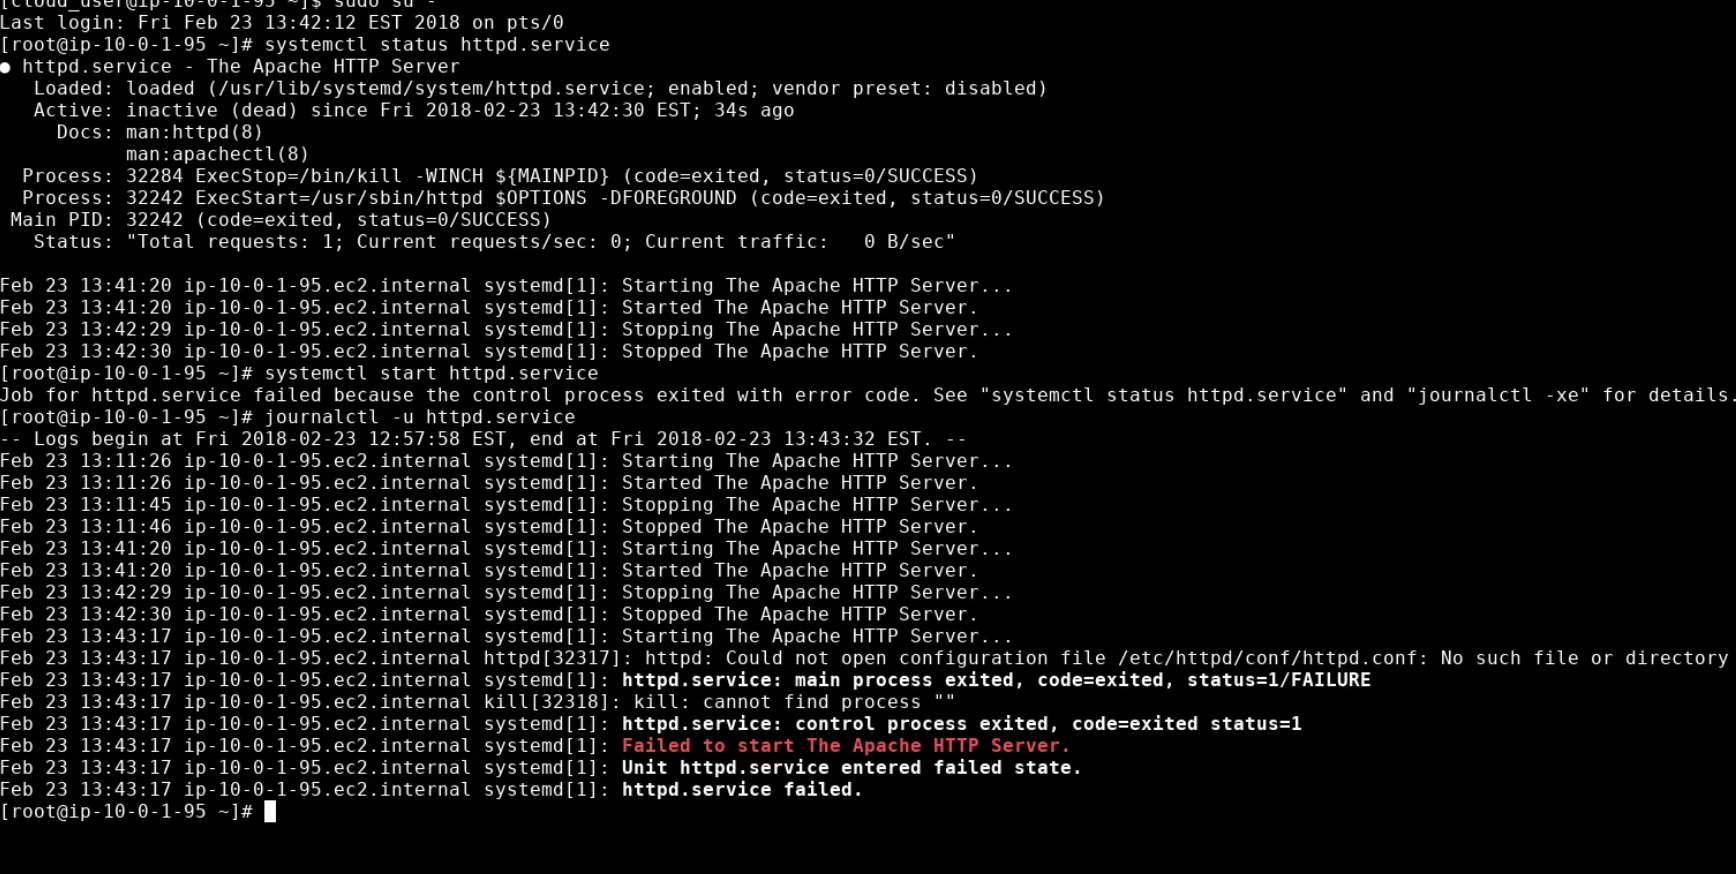 [cloud_user@ip-10-0-1-95 ~]$ sudo su -
Last login: Fri Feb 23 13:42:12 EST 2018 on pts/0
[root@ip-10-0-1-95 ~]# systemctl status httpd.service
● httpd.service - The Apache HTTP Server
   Loaded: loaded (/usr/lib/systemd/system/httpd.service; enabled; vendor preset: disabled)
   Active: inactive (dead) since Fri 2018-02-23 13:42:30 EST; 34s ago
     Docs: man:httpd(8)
           man:apachectl(8)
  Process: 32284 ExecStop=/bin/kill -WINCH ${MAINPID} (code=exited, status=0/SUCCESS)
  Process: 32242 ExecStart=/usr/sbin/httpd $OPTIONS -DFOREGROUND (code=exited, status=0/SUCCESS)
 Main PID: 32242 (code=exited, status=0/SUCCESS)
   Status: "Total requests: 1; Current requests/sec: 0; Current traffic:   0 B/sec"

Feb 23 13:41:20 ip-10-0-1-95.ec2.internal systemd[1]: Starting The Apache HTTP Server...
Feb 23 13:41:20 ip-10-0-1-95.ec2.internal systemd[1]: Started The Apache HTTP Server.
Feb 23 13:42:29 ip-10-0-1-95.ec2.internal systemd[1]: Stopping The Apache HTTP Server...
Feb 23 13:42:30 ip-10-0-1-95.ec2.internal systemd[1]: Stopped The Apache HTTP Server.
[root@ip-10-0-1-95 ~]# systemctl start httpd.service
Job for httpd.service failed because the control process exited with error code. See "systemctl status httpd.service" and "journalctl -xe" for details.
[root@ip-10-0-1-95 ~]# journalctl -u httpd.service
-- Logs begin at Fri 2018-02-23 12:57:58 EST, end at Fri 2018-02-23 13:43:32 EST. --
Feb 23 13:11:26 ip-10-0-1-95.ec2.internal systemd[1]: Starting The Apache HTTP Server...
Feb 23 13:11:26 ip-10-0-1-95.ec2.internal systemd[1]: Started The Apache HTTP Server.
Feb 23 13:11:45 ip-10-0-1-95.ec2.internal systemd[1]: Stopping The Apache HTTP Server...
Feb 23 13:11:46 ip-10-0-1-95.ec2.internal systemd[1]: Stopped The Apache HTTP Server.
Feb 23 13:41:20 ip-10-0-1-95.ec2.internal systemd[1]: Starting The Apache HTTP Server...
Feb 23 13:41:20 ip-10-0-1-95.ec2.internal systemd[1]: Started The Apache HTTP Server.
Feb 23 13:42:29 ip-10-0-1-95.ec2.internal systemd[1]: Stopping The Apache HTTP Server...
Feb 23 13:42:30 ip-10-0-1-95.ec2.internal systemd[1]: Stopped The Apache HTTP Server.
Feb 23 13:43:17 ip-10-0-1-95.ec2.internal systemd[1]: Starting The Apache HTTP Server...
Feb 23 13:43:17 ip-10-0-1-95.ec2.internal httpd[32317]: httpd: Could not open configuration file /etc/httpd/conf/httpd.conf: No such file or directory
Feb 23 13:43:17 ip-10-0-1-95.ec2.internal systemd[1]: httpd.service: main process exited, code=exited, status=1/FAILURE
Feb 23 13:43:17 ip-10-0-1-95.ec2.internal kill[32318]: kill: cannot find process ""
Feb 23 13:43:17 ip-10-0-1-95.ec2.internal systemd[1]: httpd.service: control process exited, code=exited status=1
Feb 23 13:43:17 ip-10-0-1-95.ec2.internal systemd[1]: Failed to start The Apache HTTP Server.
Feb 23 13:43:17 ip-10-0-1-95.ec2.internal systemd[1]: Unit httpd.service entered failed state.
Feb 23 13:43:17 ip-10-0-1-95.ec2.internal systemd[1]: httpd.service failed.
[root@ip-10-0-1-95 ~]#